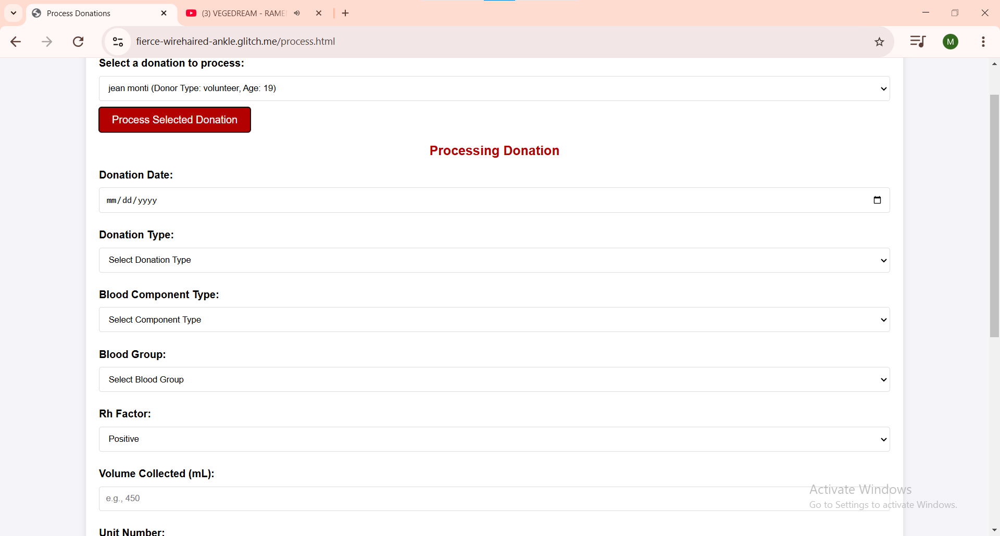 Process Donations
(3) VEGEDREAM - RAME
fierce-wirehaired-ankle.glitch.me/process.html
M
Select a donation to process:
jean monti (Donor Type: volunteer, Age: 19)
Process Selected Donation
Processing Donation
Donation Date:
mm/dd/yyyy
Donation Type:
Select Donation Type
Blood Component Type:
Select Component Type
Blood Group:
Select Blood Group
Rh Factor:
Positive
Volume Collected (mL):
e.g., 450
Activate Windows
Go to Settings to activate Windows.
Unit Number: